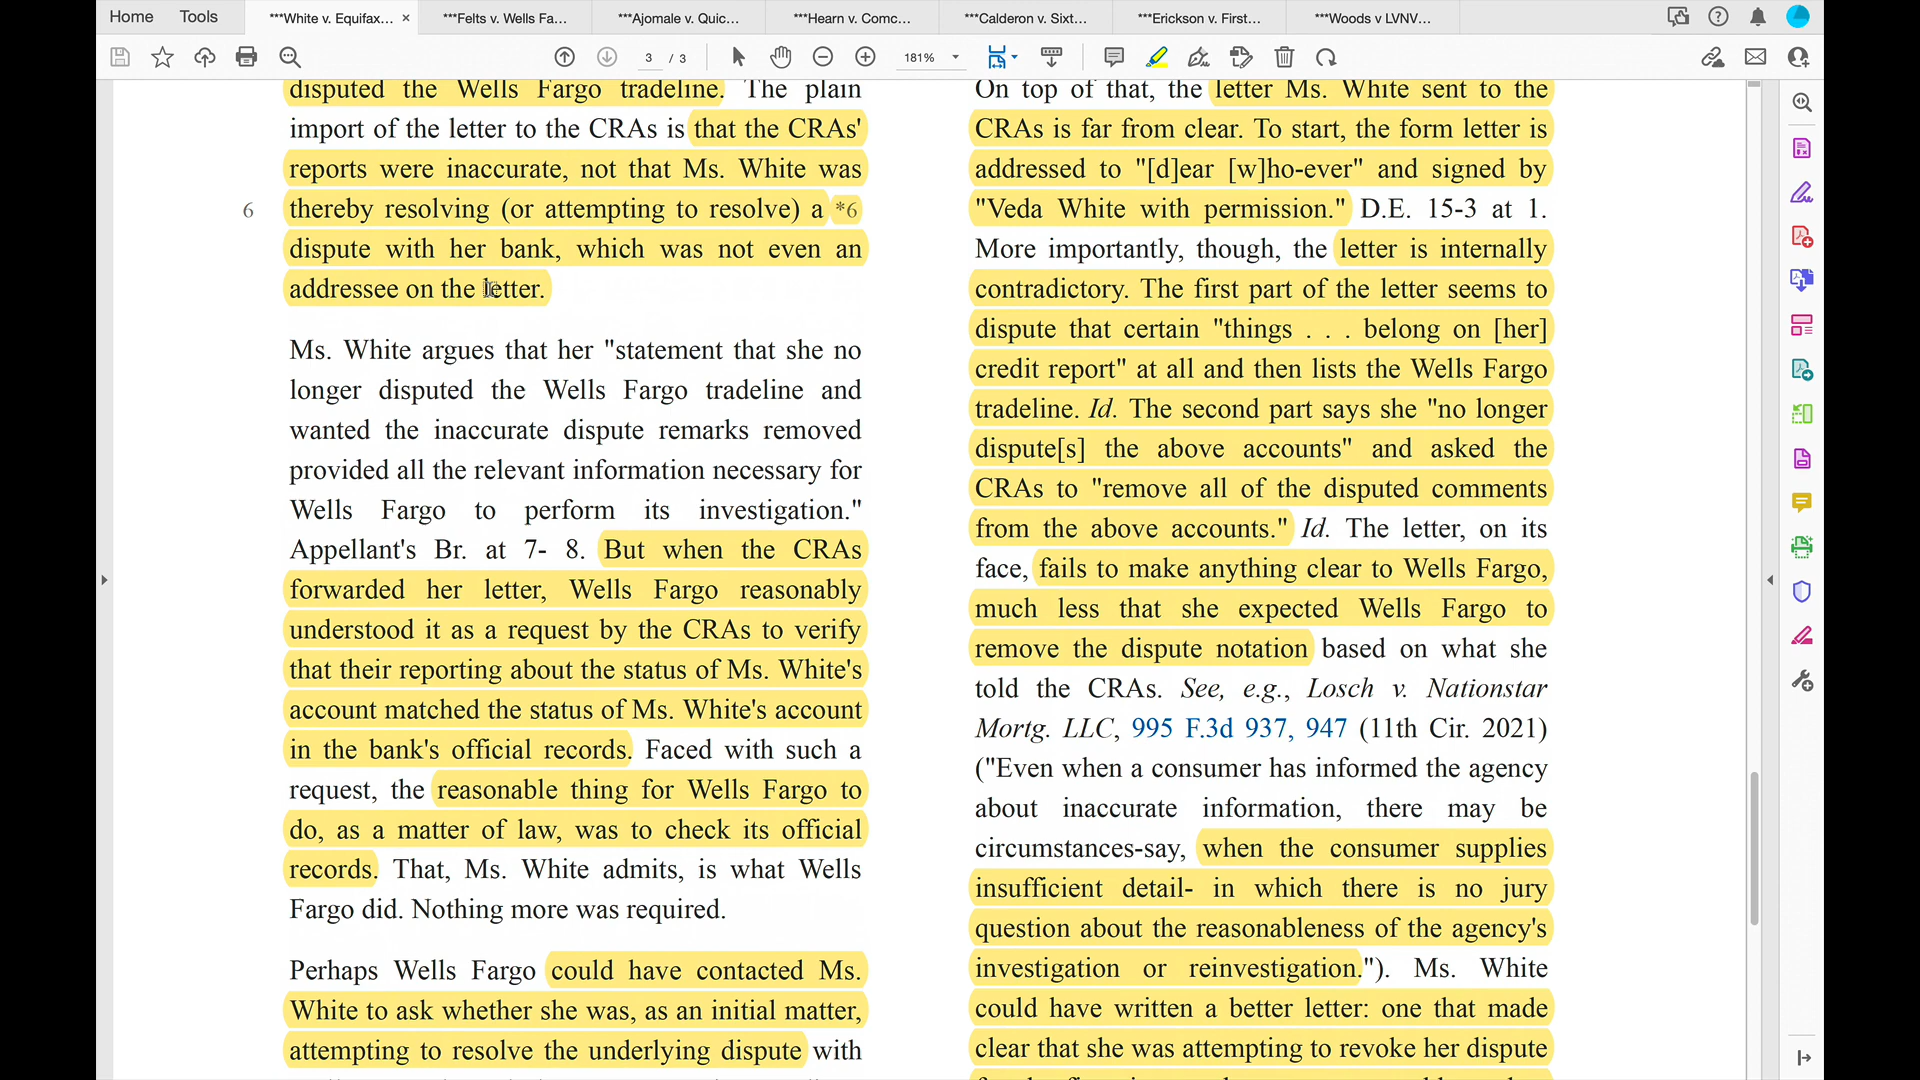 Home
Tools
***White v. Equifax...
***Felts v. Wells Fa...
***Ajomale v. Quic...
***Hearn v. Comc...
***Calderon v. Sixt...
***Erickson v. First...
***Woods v LVNV...
3 / 3
181%
disputed the Wells Fargo tradeline. The plain
import of the letter to the CRAs is that the CRAs'
reports were inaccurate, not that Ms. White was
6 thereby resolving (or attempting to resolve) a *6
dispute with her bank, which was not even an
addressee on the letter.
Ms. White argues that her "statement that she no
longer disputed the Wells Fargo tradeline and
wanted the inaccurate dispute remarks removed
provided all the relevant information necessary for
Wells Fargo to perform its investigation."
Appellant's Br. at 7- 8. But when the CRAs
forwarded her letter, Wells Fargo reasonably
understood it as a request by the CRAs to verify
that their reporting about the status of Ms. White's
account matched the status of Ms. White's account
in the bank's official records. Faced with such a
request, the reasonable thing for Wells Fargo to
do, as a matter of law, was to check its official
records. That, Ms. White admits, is what Wells
Fargo did. Nothing more was required.
Perhaps Wells Fargo could have contacted Ms.
White to ask whether she was, as an initial matter,
attempting to resolve the underlying dispute with
On top of that, the letter Ms. White sent to the
CRAs is far from clear. To start, the form letter is
addressed to "[d]ear [w]ho-ever" and signed by
"Veda White with permission." D.E. 15-3 at 1.
More importantly, though, the letter is internally
contradictory. The first part of the letter seems to
dispute that certain "things . . . belong on [her]
credit report" at all and then lists the Wells Fargo
tradeline. Id. The second part says she "no longer
dispute[s] the above accounts" and asked the
CRAs to "remove all of the disputed comments
from the above accounts." Id. The letter, on its
face, fails to make anything clear to Wells Fargo,
much less that she expected Wells Fargo to
remove the dispute notation based on what she
told the CRAs. See, e.g., Losch v. Nationstar
Mortg. LLC, 995 F.3d 937, 947 (11th Cir. 2021)
("Even when a consumer has informed the agency
about inaccurate information, there may be
circumstances-say, when the consumer supplies
insufficient detail- in which there is no jury
question about the reasonableness of the agency's
investigation or reinvestigation."). Ms. White
could have written a better letter: one that made
clear that she was attempting to revoke her dispute